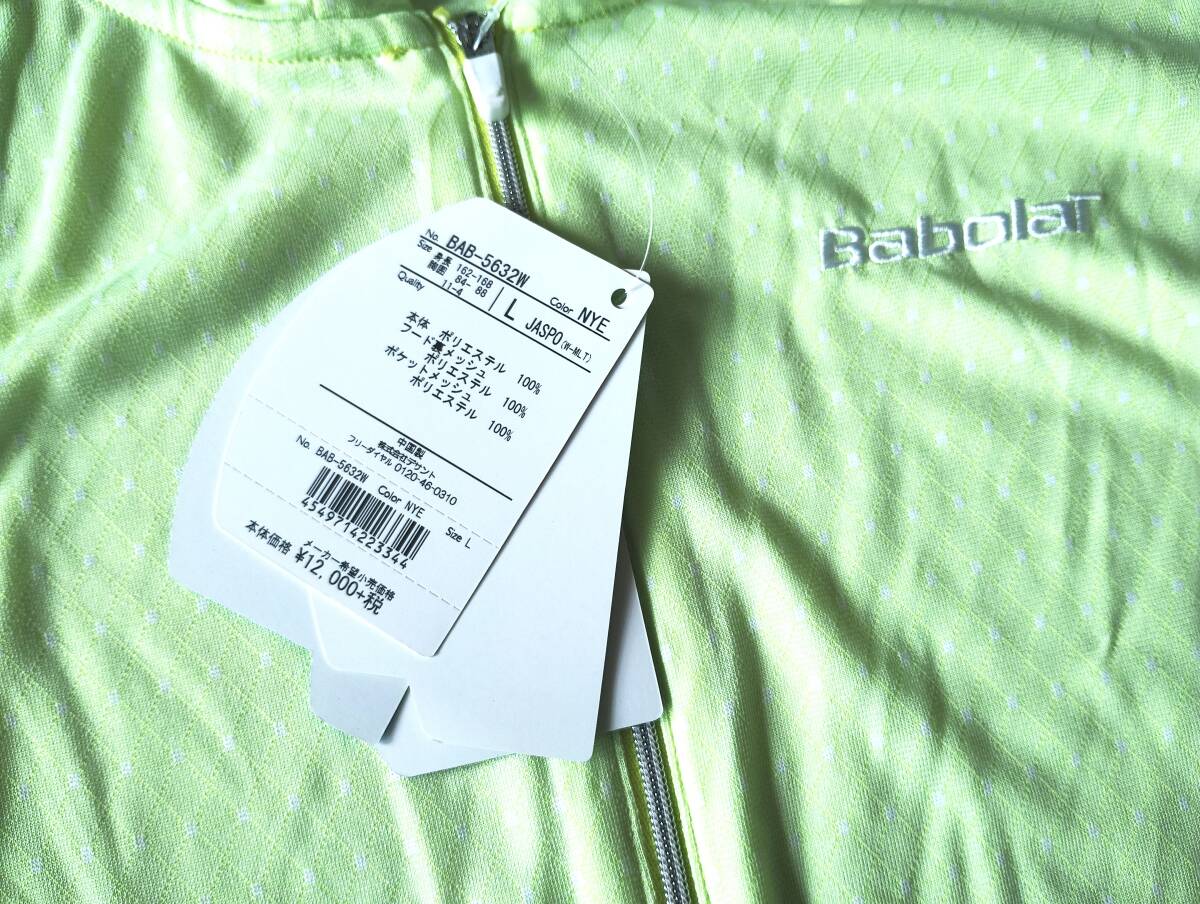 Babolat
No. BAB-5632W Color NYE
Size 身長 162-168
胸囲 84- 88
11-4 L JASPO(W-MLT)
Quality
本体 ポリエステル 100%
フード裏メッシュ
ポリエステル 100%
ポケットメッシュ
ポリエステル 100%
中国製
株式会社デサント
フリーダイヤル 0120-46-0310
No. BAB-5632W Color NYE Size L
4549714223344
メーカー希望小売価格
本体価格 ¥12,000+税